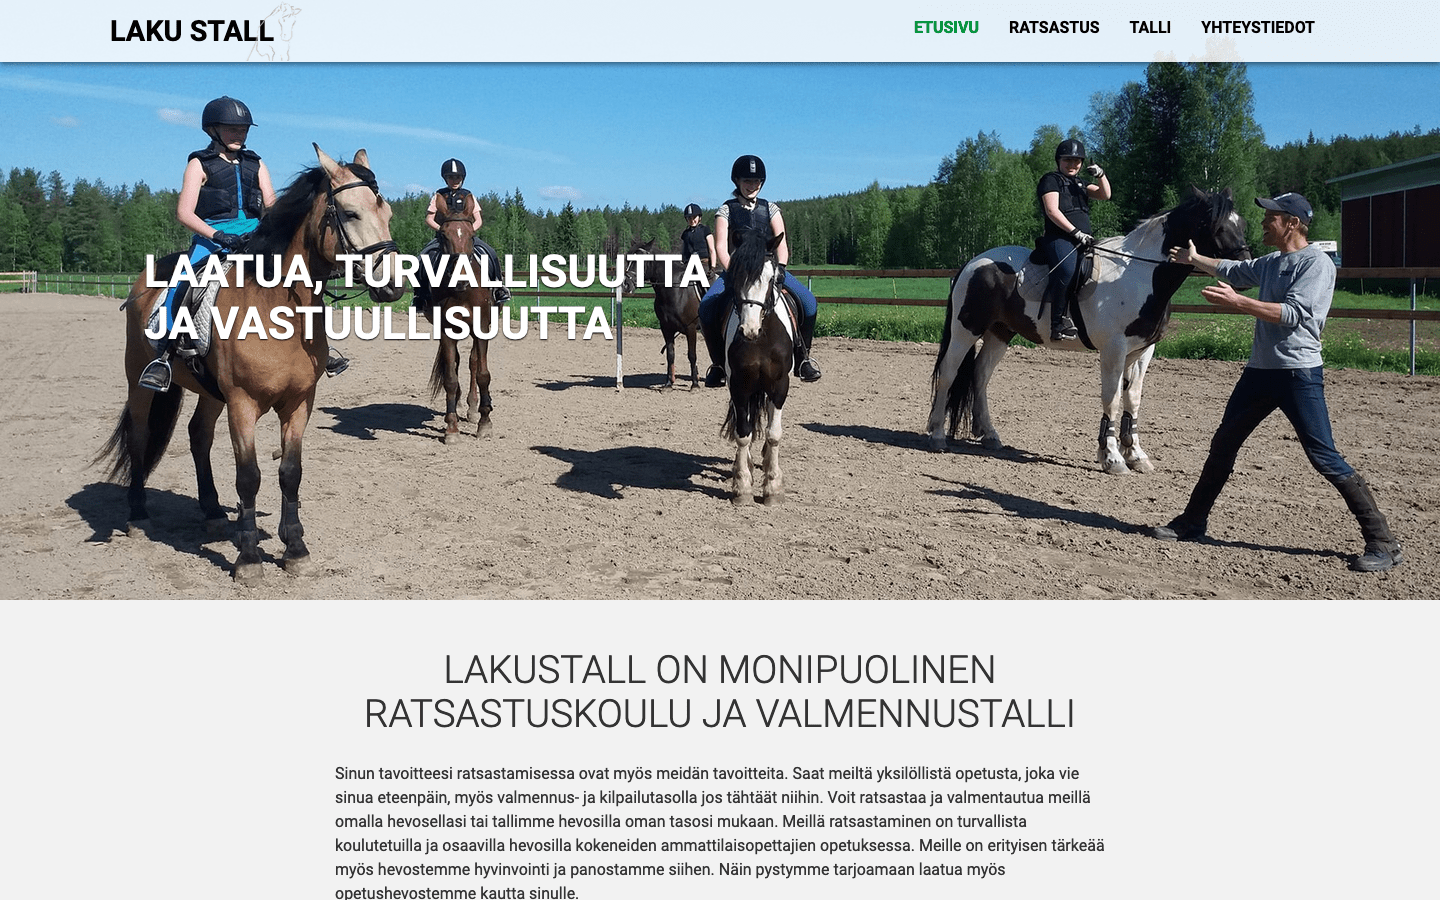 LAKU STALL
ETUSIVU RATSASTUS TALLI YHTEYSTIEDOT
LAATUA, TURVALLISUUTTA
JA VASTUULLISUUTTA
LAKUSTALL ON MONIPUOLINEN
RATSASTUSKOULU JA VALMENNUSTALLI
Sinun tavoitteesi ratsastamisessa ovat myös meidän tavoitteita. Saat meiltä yksilöllistä opetusta, joka vie
sinua eteenpäin, myös valmennus- ja kilpailutasolla jos tähtäät niihin. Voit ratsastaa ja valmentautua meillä
omalla hevosellasi tai tallimme hevosilla oman tasosi mukaan. Meillä ratsastaminen on turvallista
koulutetuilla ja osaavilla hevosilla kokeneiden ammattilaisopettajien opetuksessa. Meille on erityisen tärkeää
myös hevostemme hyvinvointi ja panostamme siihen. Näin pystymme tarjoamaan laatua myös
opetushevostemme kautta sinulle.